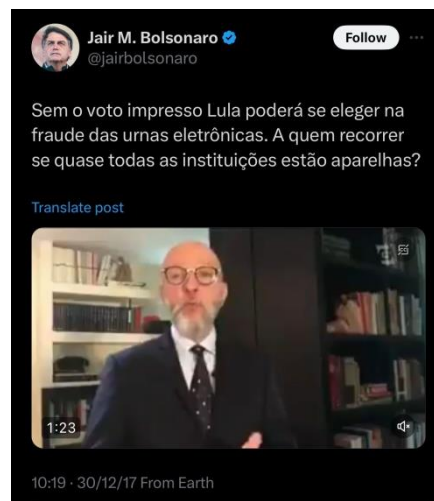 Jair M. Bolsonaro
Follow
@jairbolsonaro
Sem o voto impresso Lula poderá se eleger na
fraude das urnas eletrônicas. A quem recorrer
se quase todas as instituições estão aparelhas?
Translate post
1:23
10:19 · 30/12/17 From Earth